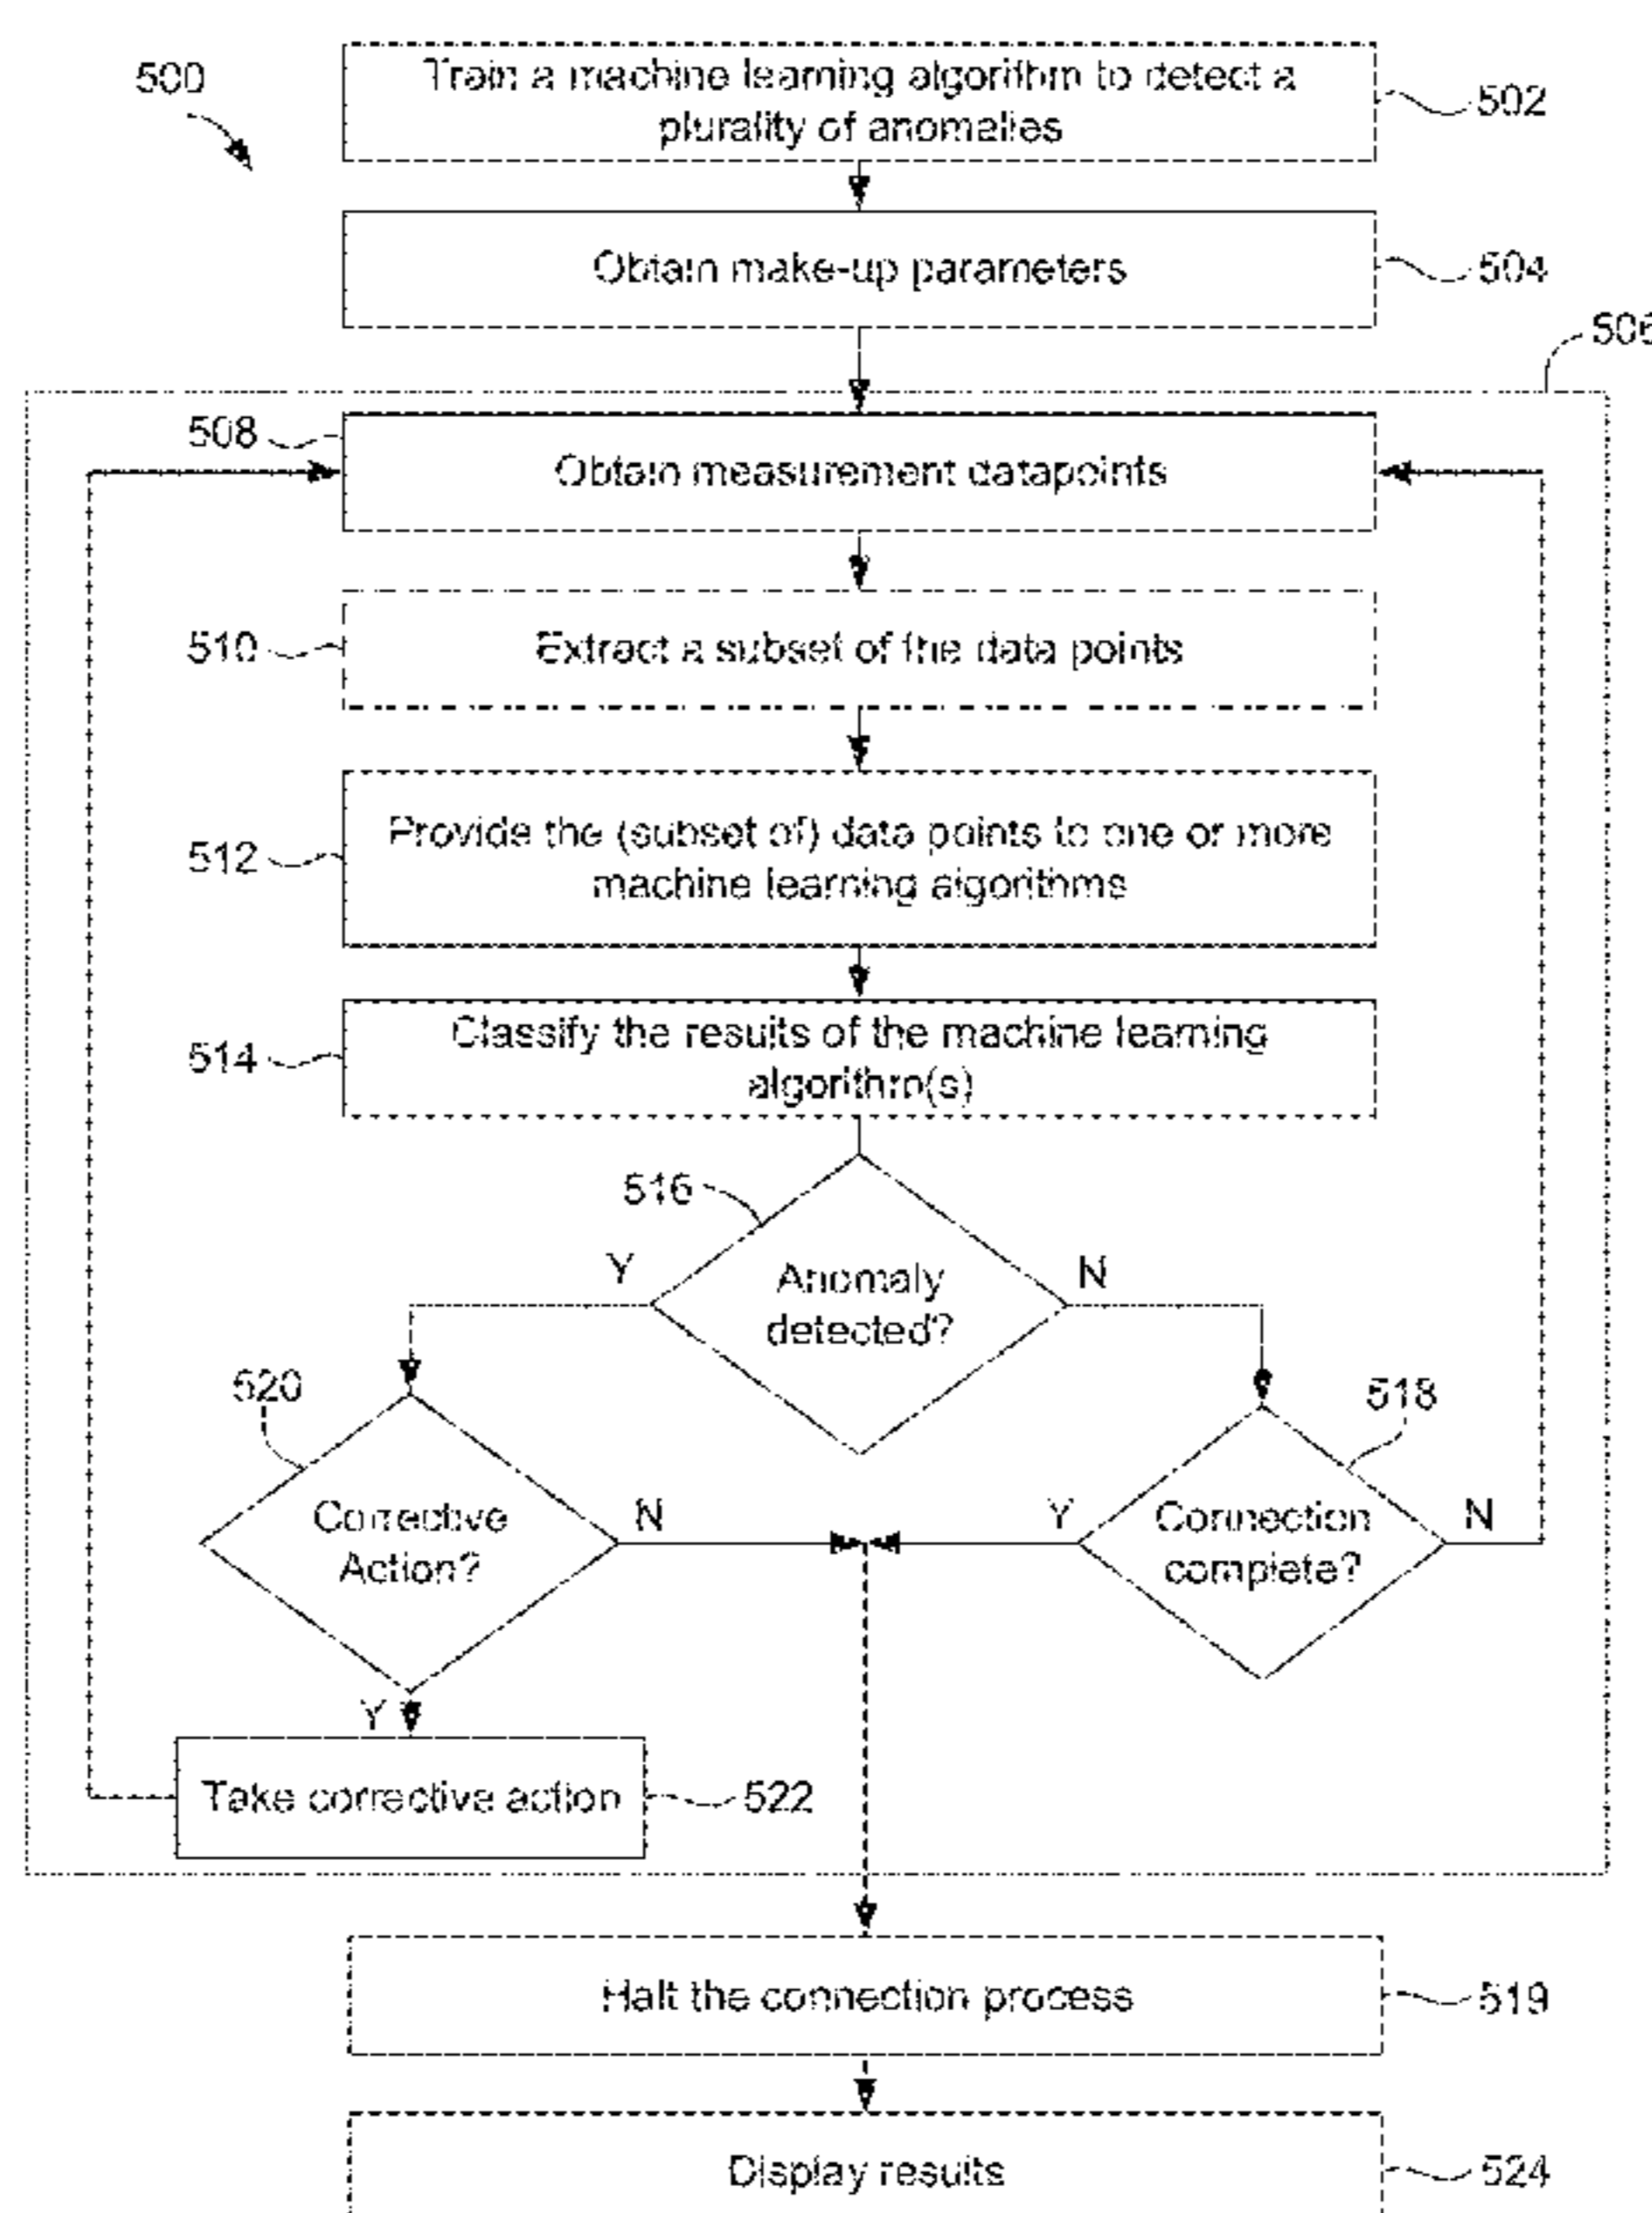 500
Train a machine learning algorithm to detect a
plurality of anomalies
502
Obtain make-up parameters
504
508
Obtain measurement datapoints
510
Extract a subset of the data points
512
Provide the (subset of) data points to one or more
machine learning algorithms
514
Classify the results of the machine learning
algorithm(s)
516
Y
Anomaly
detected?
N
520
518
Corrective
Action?
N
Y
Connection
complete?
N
Y
Take corrective action
522
Halt the connection process
519
Display results
524